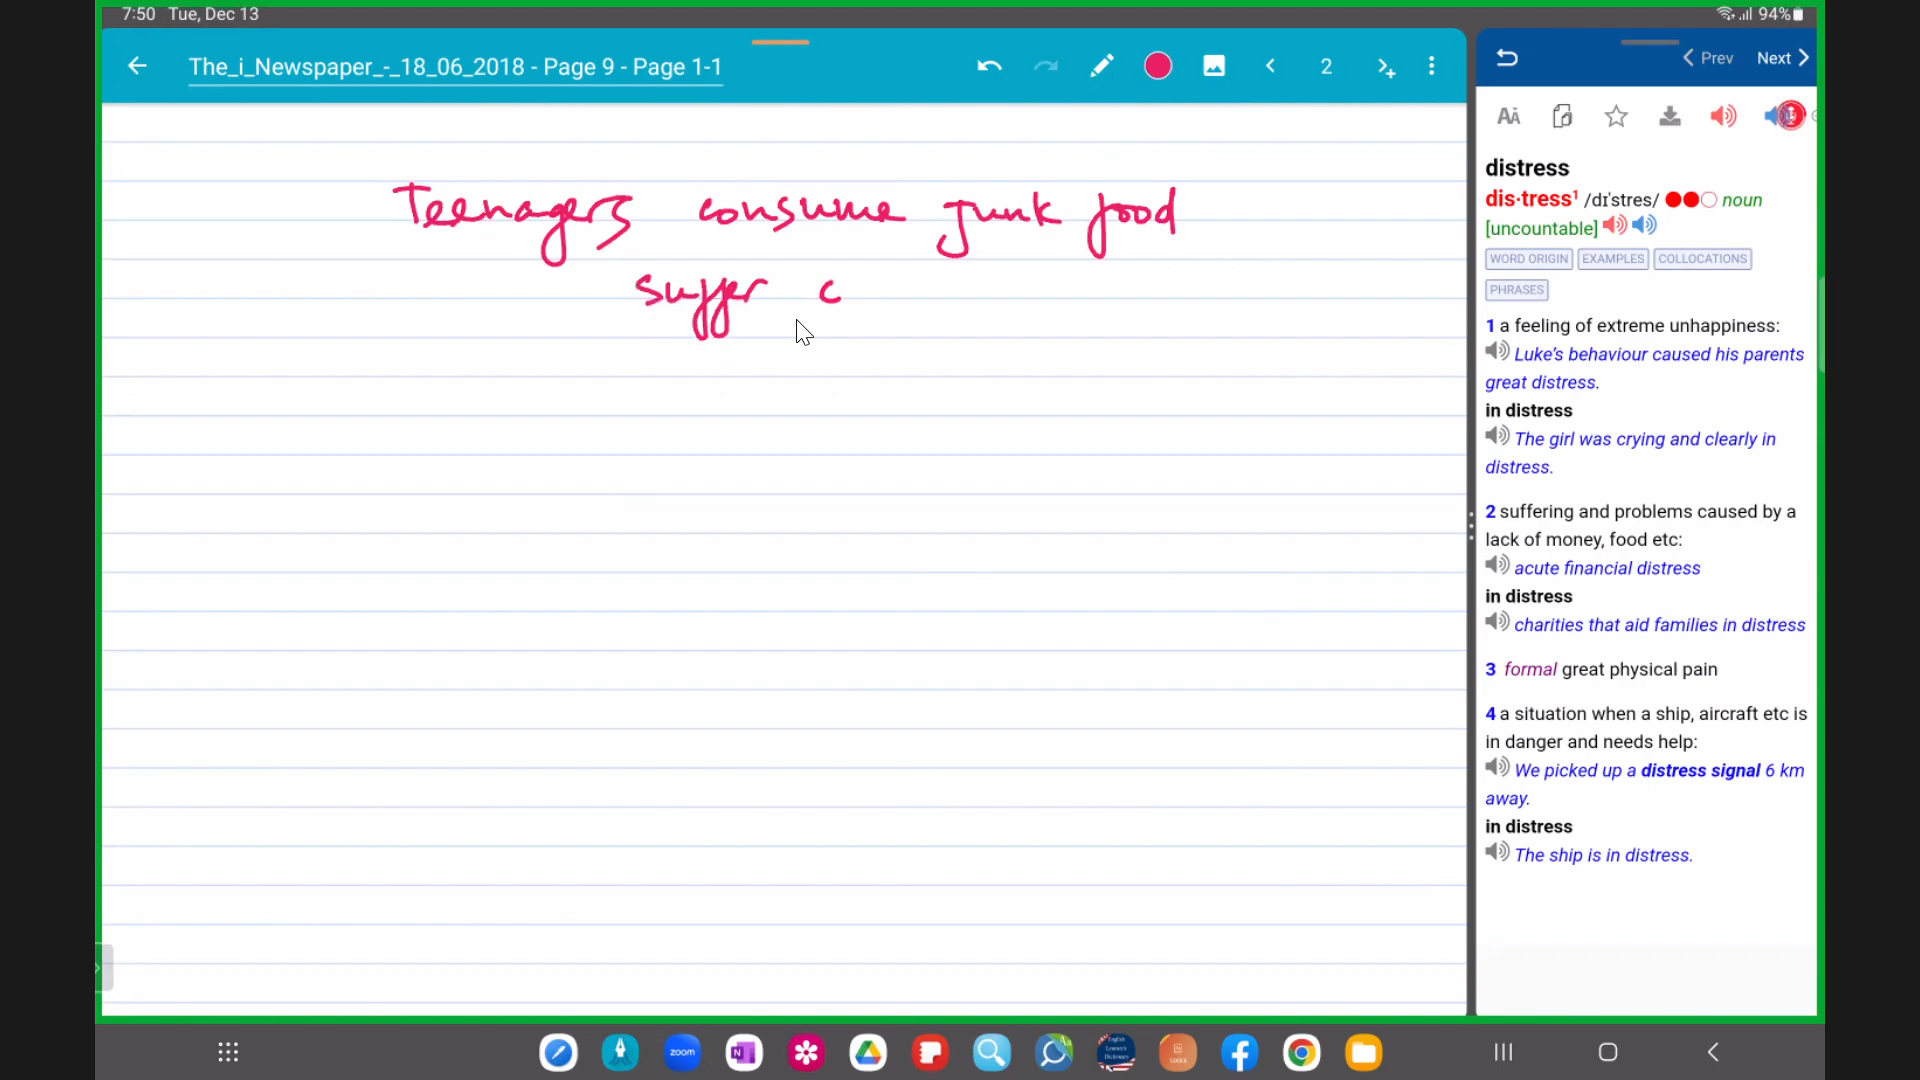 7:50 Tue, Dec 13
94%
The_i_Newspaper_-_18_06_2018 - Page 9 - Page 1-1
2
Teenagers consume junk food
suffer c
Prev Next
distress
dis·tress¹ /dɪˈstres/ noun
[uncountable]
WORD ORIGIN EXAMPLES COLLOCATIONS
PHRASES
1 a feeling of extreme unhappiness:
Luke’s behaviour caused his parents
great distress.
in distress
The girl was crying and clearly in
distress.
2 suffering and problems caused by a
lack of money, food etc:
acute financial distress
in distress
charities that aid families in distress
3 formal great physical pain
4 a situation when a ship, aircraft etc is
in danger and needs help:
We picked up a distress signal 6 km
away.
in distress
The ship is in distress.
zoom